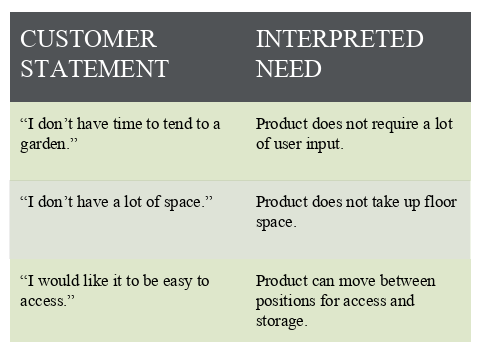 CUSTOMER
STATEMENT
INTERPRETED
NEED
“I don’t have time to tend to a
garden.”
Product does not require a lot
of user input.
“I don’t have a lot of space.”
Product does not take up floor
space.
“I would like it to be easy to
access.”
Product can move between
positions for access and
storage.